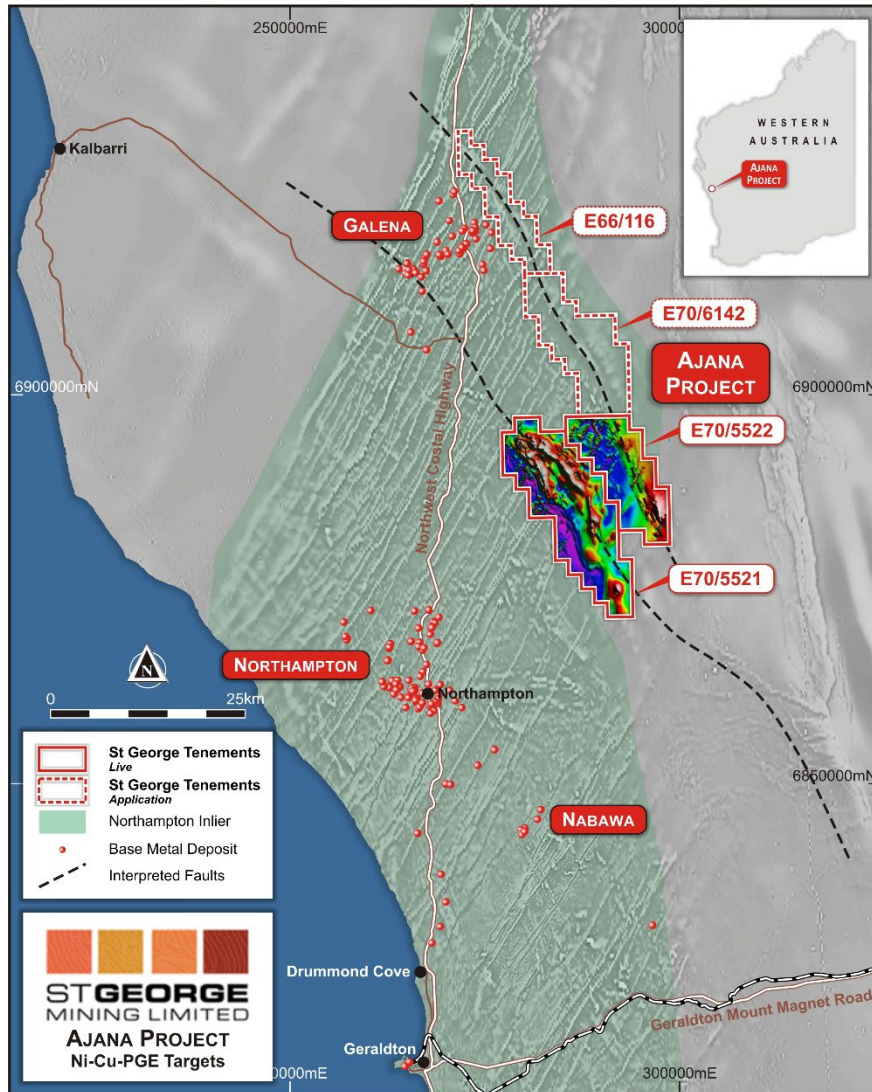 250000mE
300000mE
WESTERN
AUSTRALIA
AJANA
PROJECT
Kalbarri
GALENA
E66/116
E70/6142
AJANA
PROJECT
6900000mN
6900000mN
E70/5522
Northwest Costal Highway
E70/5521
NORTHAMPTON
N
Northampton
0
25km
6850000mN
St George Tenements
Live
St George Tenements
Application
Northampton Inlier
Base Metal Deposit
Interpreted Faults
NABAWA
STGEORGE
MINING LIMITED
AJANA PROJECT
Ni-Cu-PGE Targets
Drummond Cove
Geraldton Mount Magnet Road
Geraldton
300000mE